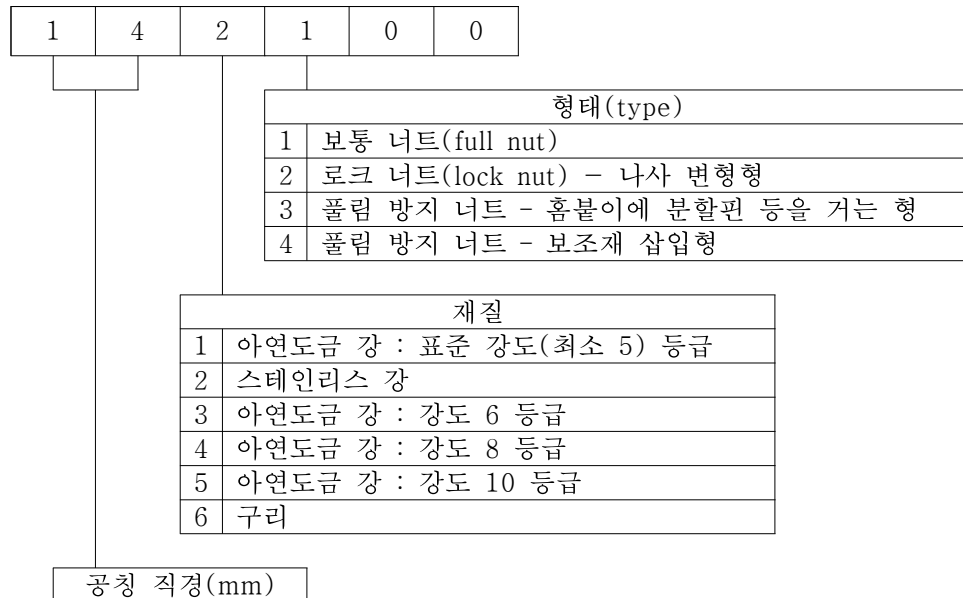 1 4 2 1 0 0
형태(type)
1 보통 너트(full nut)
2 로크 너트(lock nut) - 나사 변형형
3 풀림 방지 너트 - 홈붙이에 분할핀 등을 거는 형
4 풀림 방지 너트 - 보조재 삽입형
재질
1 아연도금 강 : 표준 강도(최소 5) 등급
2 스테인리스 강
3 아연도금 강 : 강도 6 등급
4 아연도금 강 : 강도 8 등급
5 아연도금 강 : 강도 10 등급
6 구리
공칭 직경(mm)